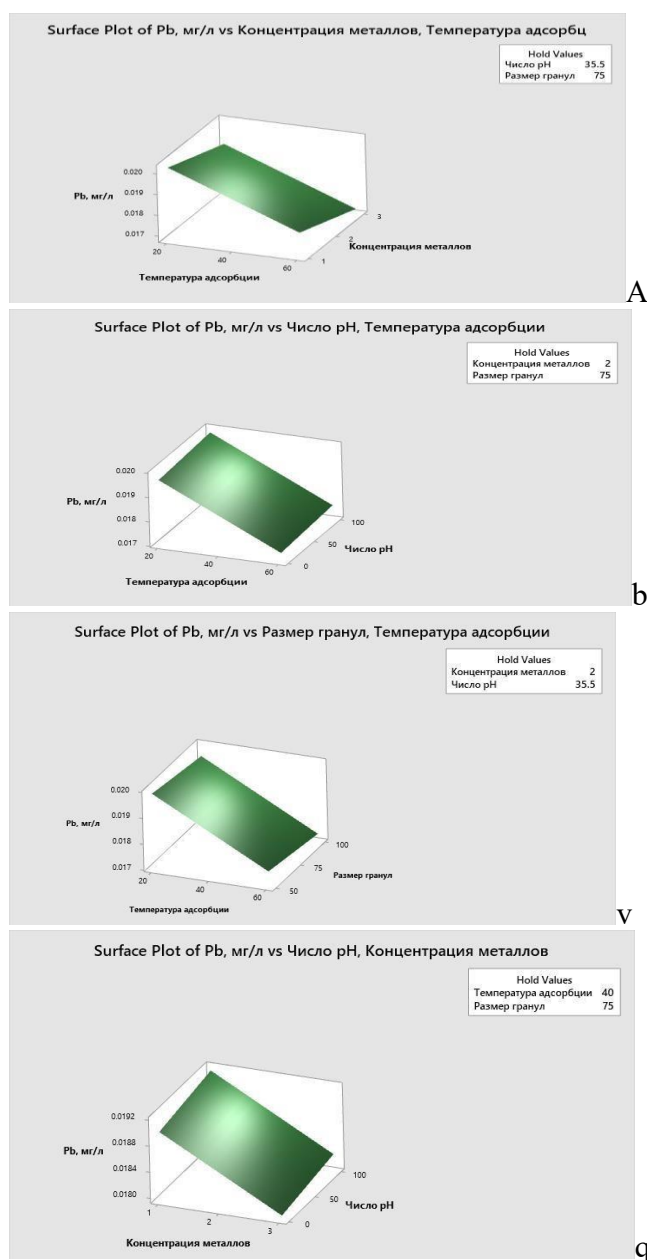 Surface Plot of Pb, мг/л vs Концентрация металлов, Температура адсорбц
Hold Values
Число pH 35.5
Размер гранул 75
0.020
0.019
Pb, мг/л
0.018
0.017
20
40
60
1
2
3
Концентрация металлов
Температура адсорбции
A
Surface Plot of Pb, мг/л vs Число pH, Температура адсорбции
Hold Values
Концентрация металлов 2
Размер гранул 75
0.020
0.019
Pb, мг/л
0.018
0.017
20
40
60
0
50
100
Число pH
Температура адсорбции
b
Surface Plot of Pb, мг/л vs Размер гранул, Температура адсорбции
Hold Values
Концентрация металлов 2
Число pH 35.5
0.020
0.019
Pb, мг/л
0.018
0.017
20
40
60
50
75
100
Размер гранул
Температура адсорбции
v
Surface Plot of Pb, мг/л vs Число pH, Концентрация металлов
Hold Values
Температура адсорбции 40
Размер гранул 75
0.0192
0.0188
Pb, мг/л
0.0184
0.0180
1
2
3
0
50
100
Число pH
Концентрация металлов
q